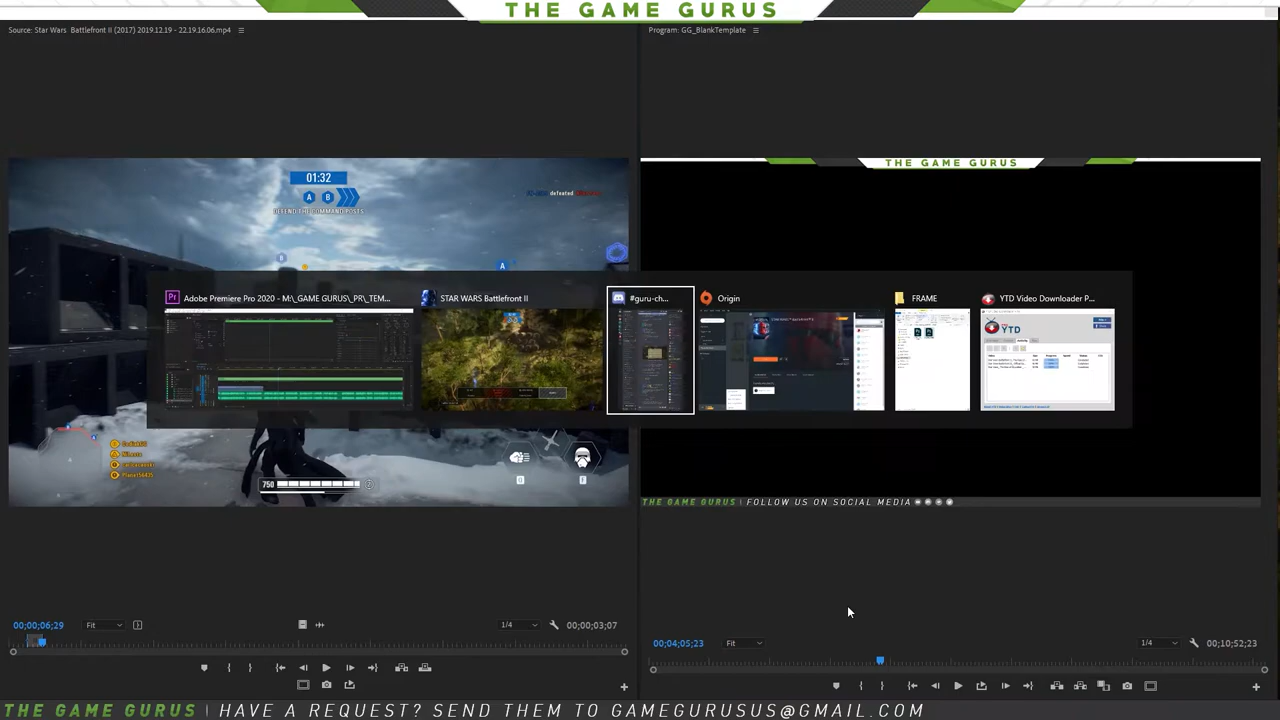 THE GAME GURUS
Source: Star Wars Battlefront II (2017) 2019.12.19 - 22.19.16.06.mp4
Program: GG_BlankTemplate
01:32
A B
DEFEND THE COMMAND POSTS
defeated
B
A
THE GAME GURUS
Adobe Premiere Pro 2020 - M:\_GAME GURUS\_PR\_TEM...
STAR WARS Battlefront II
#guru-ch...
Origin
FRAME
YTD Video Downloader P...
YTD
750
G
F
THE GAME GURUS | FOLLOW US ON SOCIAL MEDIA
00;00;06;29
Fit
1/4
00;00;03;07
00;04;05;23
Fit
1/4
00;10;52;23
THE GAME GURUS | HAVE A REQUEST? SEND THEM TO GAMEGURUSUS@GMAIL.COM